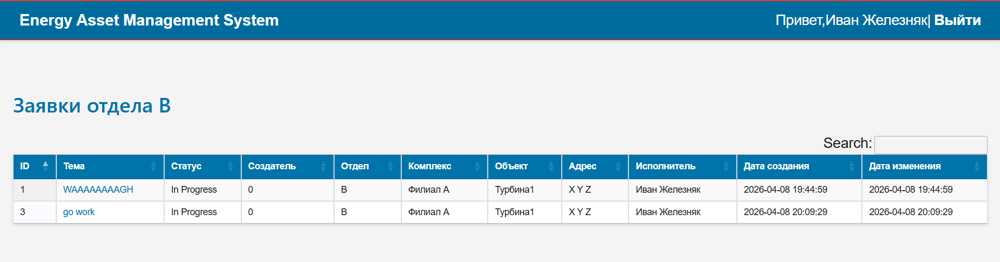 Energy Asset Management System
Привет,Иван Железняк| Выйти
Заявки отдела В
Search:
ID Тема Статус Создатель Отдел Комплекс Объект Адрес Исполнитель Дата создания Дата изменения
1 WAAAAAAAAGH In Progress 0 В Филиал А Турбина1 X Y Z Иван Железняк 2026-04-08 19:44:59 2026-04-08 19:44:59
3 go work In Progress 0 В Филиал А Турбина1 X Y Z Иван Железняк 2026-04-08 20:09:29 2026-04-08 20:09:29